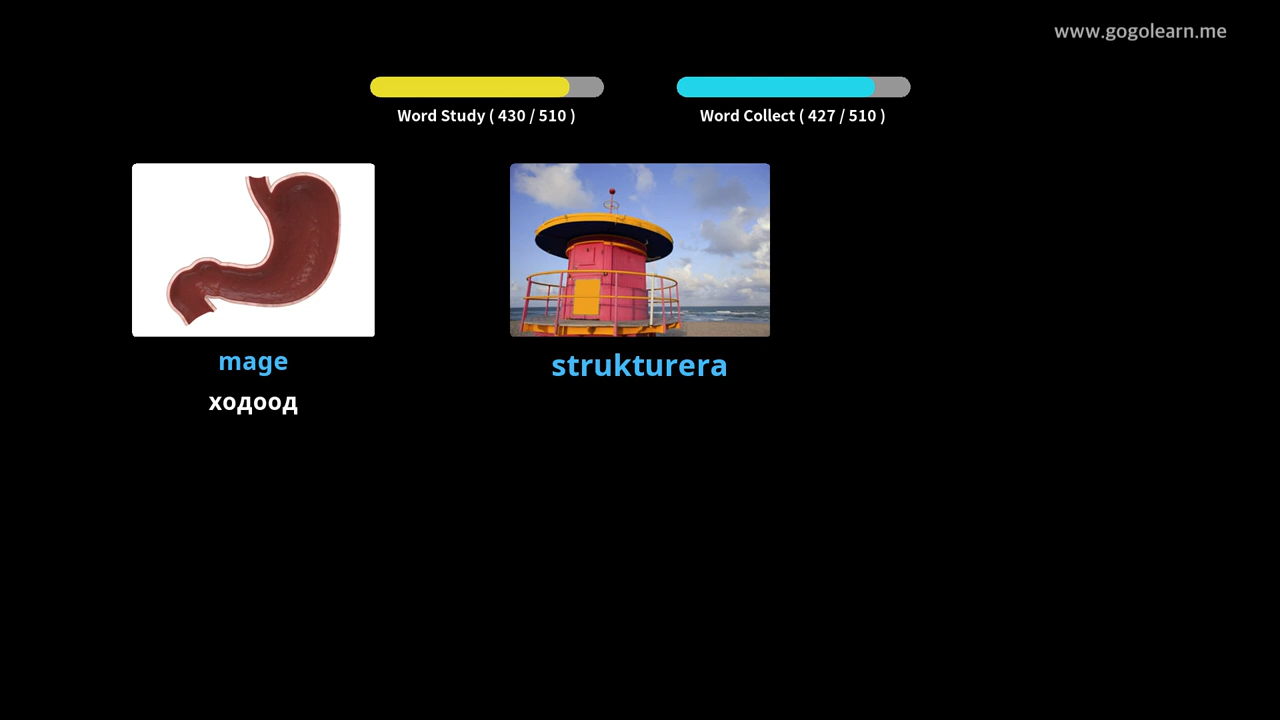 www.gogolearn.me
Word Study ( 430 / 510 )
Word Collect ( 427 / 510 )
mage
ходоод
strukturera